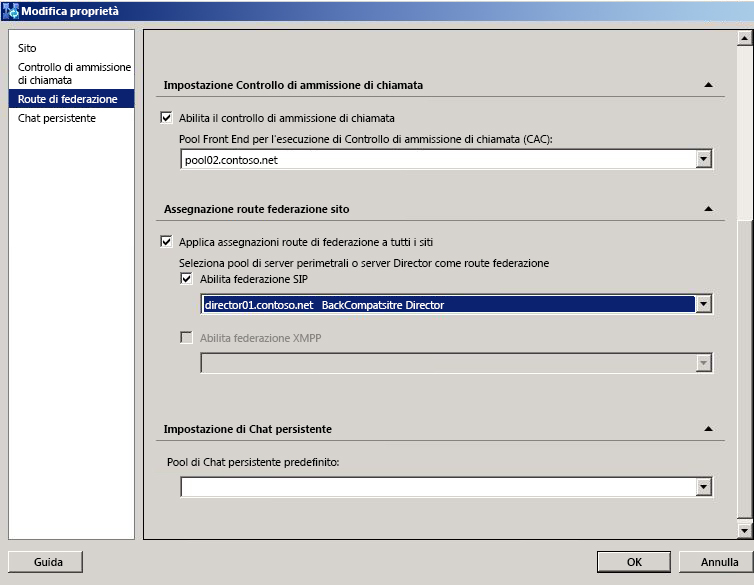 Modifica proprietà
Sito
Controllo di ammissione
di chiamata
Route di federazione
Chat persistente
Impostazione Controllo di ammissione di chiamata
Abilita il controllo di ammissione di chiamata
Pool Front End per l'esecuzione di Controllo di ammissione di chiamata (CAC):
pool02.contoso.net
Assegnazione route federazione sito
Applica assegnazioni route di federazione a tutti i siti
Seleziona pool di server perimetrali o server Director come route federazione
Abilita federazione SIP
director01.contoso.net BackCompatsitre Director
Abilita federazione XMPP
Impostazione di Chat persistente
Pool di Chat persistente predefinito:
Guida
OK
Annulla